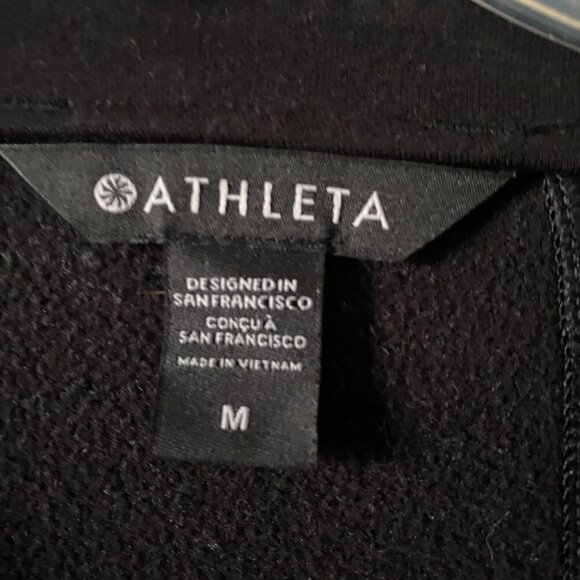 ATHLETA
DESIGNED IN
SAN FRANCISCO
CONÇU À
SAN FRANCISCO
MADE IN VIETNAM
M